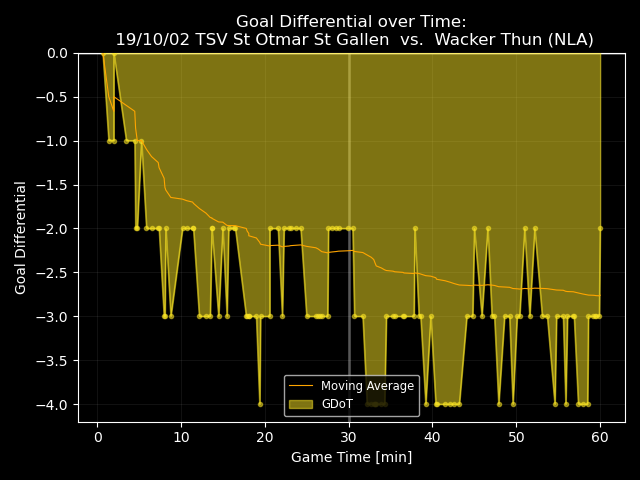 Goal Differential over Time:
19/10/02 TSV St Otmar St Gallen  vs.  Wacker Thun (NLA)
0.0
−0.5
−1.0
−1.5
−2.0
−2.5
−3.0
−3.5
−4.0
Goal Differential
Moving Average
GDoT
0 10 20 30 40 50 60
Game Time [min]